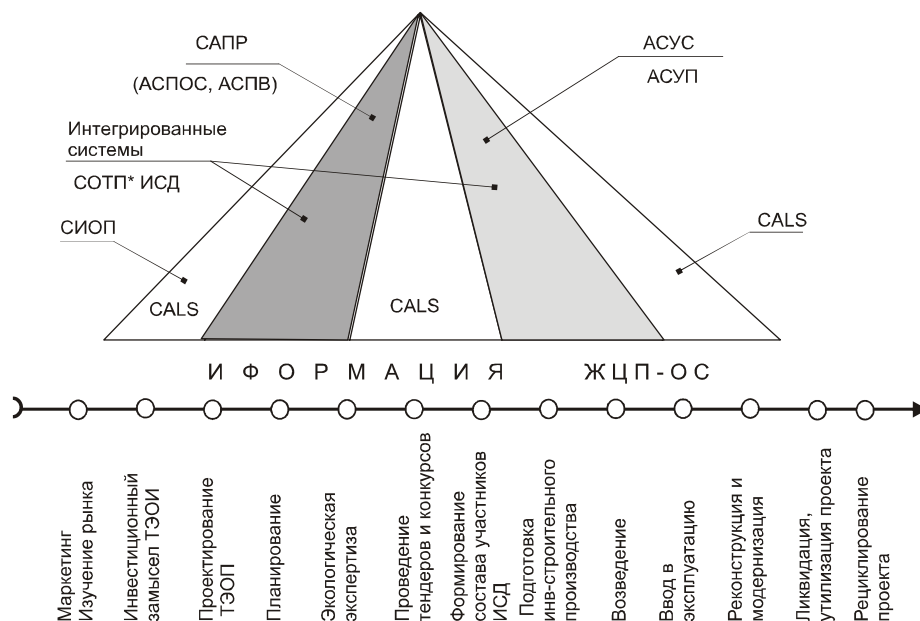 САПР
(АСПОС, АСПВ)
Интегрированные
системы
СОТП* ИСД
СИОП
АСУС
АСУП
CALS
CALS
CALS
ИФОРМАЦИЯ ЖЦП-ОС
Маркетинг
Изучение рынка
Инвестиционный
замысел ТЭОИ
Проектирование
ТЭОП
Планирование
Экологическая
экспертиза
Проведение
тендеров и конкурсов
Формирование
состава участников
ИСД
Подготовка
инв-строительного
производства
Возведение
Ввод в
эксплуатацию
Реконструкция и
модернизация
Ликвидация,
утилизация проекта
Рециклирование
проекта